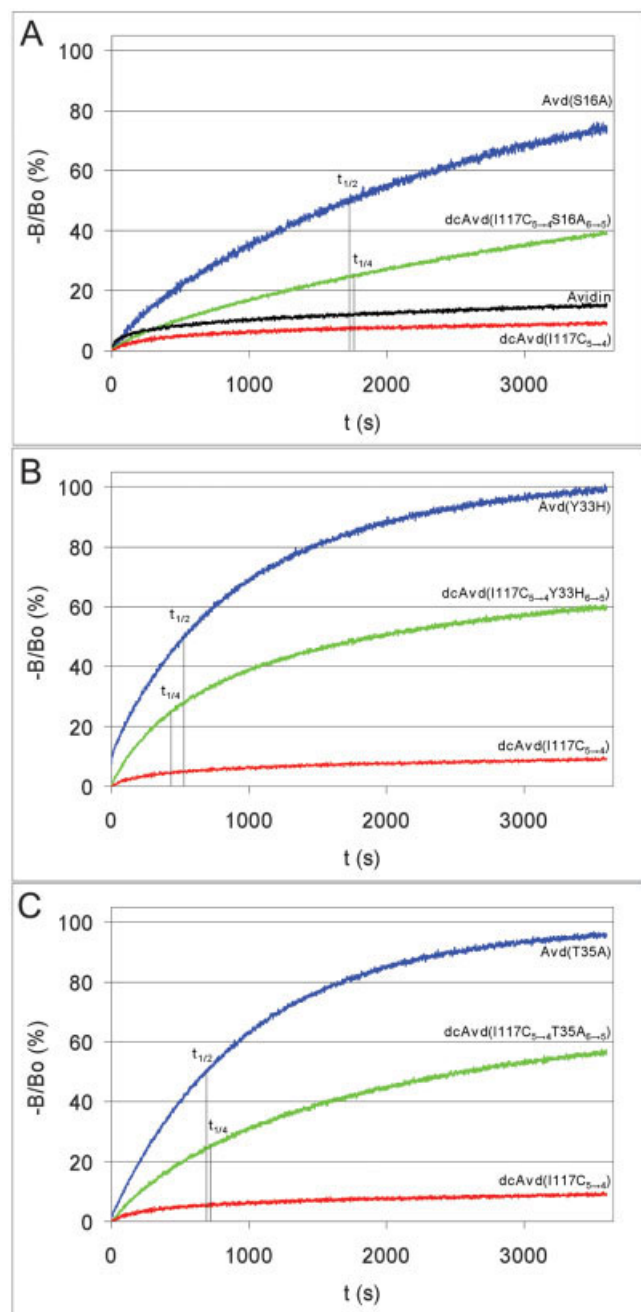 A
-B/Bo (%)
100
80
60
40
20
0
Avd(S16A)
t1/2
dcAvd(I117C5→4S16A6→5)
t1/4
Avidin
dcAvd(I117C5→4)
0 1000 2000 3000
t (s)
B
-B/Bo (%)
100
80
60
40
20
0
Avd(Y33H)
dcAvd(I117C5→4Y33H6→5)
t1/2
t1/4
dcAvd(I117C5→4)
0 1000 2000 3000
t (s)
C
-B/Bo (%)
100
80
60
40
20
0
Avd(T35A)
dcAvd(I117C5→4T35A6→5)
t1/2
t1/4
dcAvd(I117C5→4)
0 1000 2000 3000
t (s)